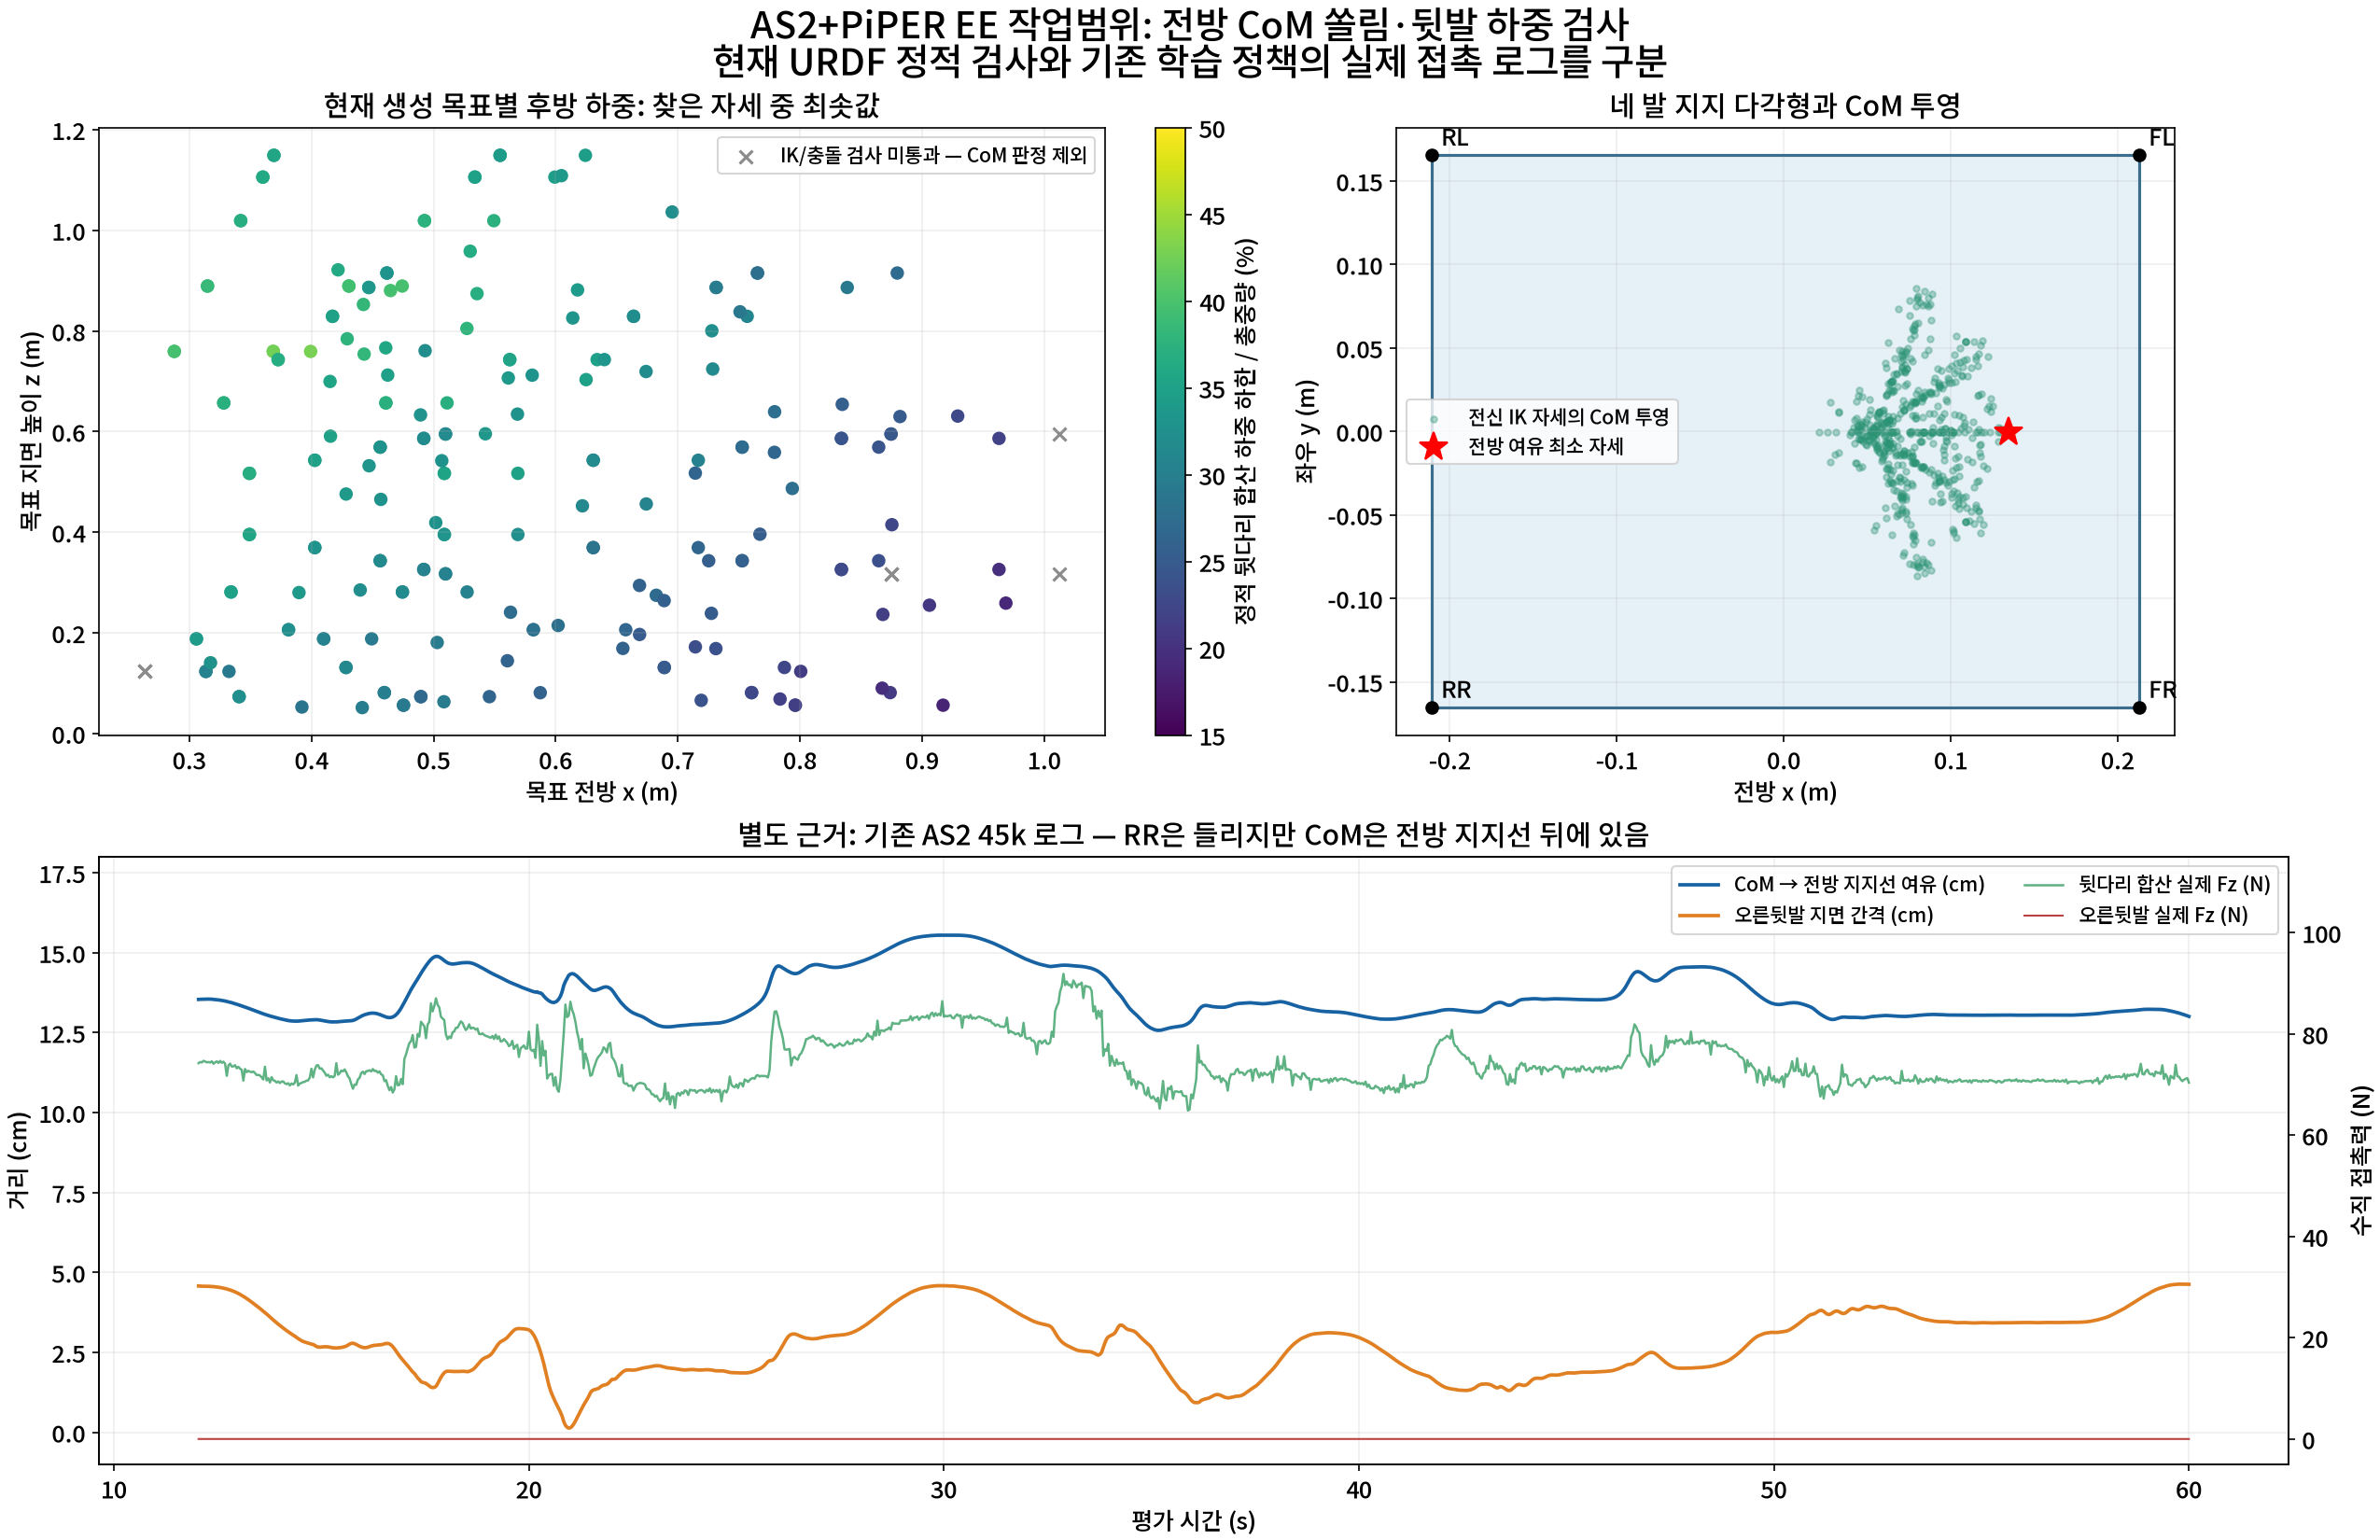 AS2+PiPER EE 작업범위: 전방 CoM 쏠림·뒷발 하중 검사
현재 URDF 정적 검사와 기존 학습 정책의 실제 접촉 로그를 구분
현재 생성 목표별 후방 하중: 찾은 자세 중 최솟값
IK/충돌 검사 미통과 — CoM 판정 제외
목표 지면 높이 z (m)
1.2
1.0
0.8
0.6
0.4
0.2
0.0
0.3
0.4
0.5
0.6
0.7
0.8
0.9
1.0
목표 전방 x (m)
50
45
40
35
30
25
20
15
정적 뒷다리 합산 하중 하한 / 총중량 (%)
네 발 지지 다각형과 CoM 투영
RL
FL
RR
FR
전신 IK 자세의 CoM 투영
전방 여유 최소 자세
좌우 y (m)
0.15
0.10
0.05
0.00
-0.05
-0.10
-0.15
-0.2
-0.1
0.0
0.1
0.2
전방 x (m)
별도 근거: 기존 AS2 45k 로그 — RR은 들리지만 CoM은 전방 지지선 뒤에 있음
CoM → 전방 지지선 여유 (cm)
오른뒷발 지면 간격 (cm)
뒷다리 합산 실제 Fz (N)
오른뒷발 실제 Fz (N)
거리 (cm)
17.5
15.0
12.5
10.0
7.5
5.0
2.5
0.0
100
80
60
40
20
0
수직 접촉력 (N)
10
20
30
40
50
60
평가 시간 (s)